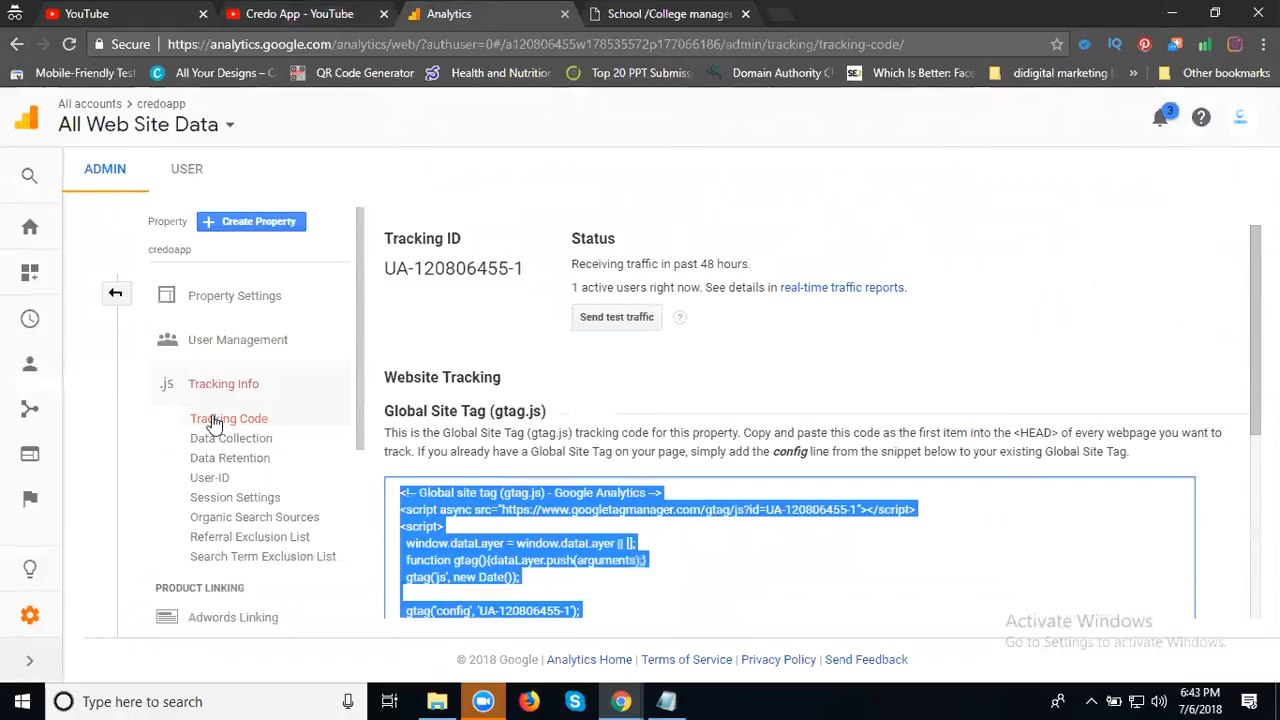 YouTube
Credo App - YouTube
Analytics
School /College manager
Secure
https://analytics.google.com/analytics/web/?authuser=0#/a120806455w178535572p177066186/admin/tracking/tracking-code/
Mobile-Friendly Test
All Your Designs - C
QR Code Generator
Health and Nutrition
Top 20 PPT Submiss
Domain Authority C
SEJ
Which Is Better: Face
didigital marketing
Other bookmarks
All accounts > credoapp
All Web Site Data
3
ADMIN
USER
Property
+ Create Property
credoapp
Property Settings
User Management
.js Tracking Info
Tracking Code
Data Collection
Data Retention
User-ID
Session Settings
Organic Search Sources
Referral Exclusion List
Search Term Exclusion List
PRODUCT LINKING
Adwords Linking
Tracking ID
UA-120806455-1
Status
Receiving traffic in past 48 hours.
1 active users right now. See details in real-time traffic reports.
Send test traffic
?
Website Tracking
Global Site Tag (gtag.js)
This is the Global Site Tag (gtag.js) tracking code for this property. Copy and paste this code as the first item into the <HEAD> of every webpage you want to
track. If you already have a Global Site Tag on your page, simply add the config line from the snippet below to your existing Global Site Tag.
<!-- Global site tag (gtag.js) - Google Analytics -->
<script async src="https://www.googletagmanager.com/gtag/js?id=UA-120806455-1"></script>
<script>
window.dataLayer = window.dataLayer || [];
function gtag(){dataLayer.push(arguments);}
gtag('js', new Date());
gtag('config', 'UA-120806455-1');
Activate Windows
Go to Settings to activate Windows.
© 2018 Google | Analytics Home | Terms of Service | Privacy Policy | Send Feedback
Type here to search
6:43 PM
7/6/2018